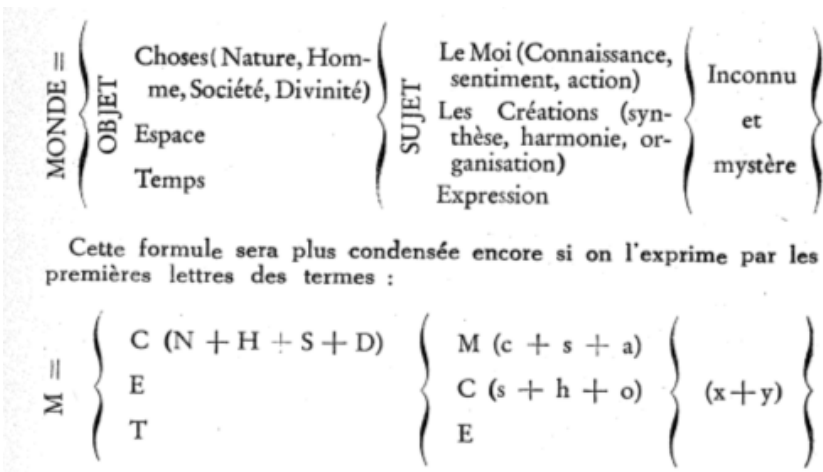 MONDE =
OBJET
Choses( Nature, Hom-
me, Société, Divinité)
Espace
Temps
SUJET
Le Moi (Connaissance,
sentiment, action)
Les Créations (syn-
thèse, harmonie, or-
ganisation)
Expression
Inconnu
et
mystère
Cette formule sera plus condensée encore si on l'exprime par les
premières lettres des termes :
M =
C (N + H + S + D)
E
T
M (c + s + a)
C (s + h + o)
E
(x+y)